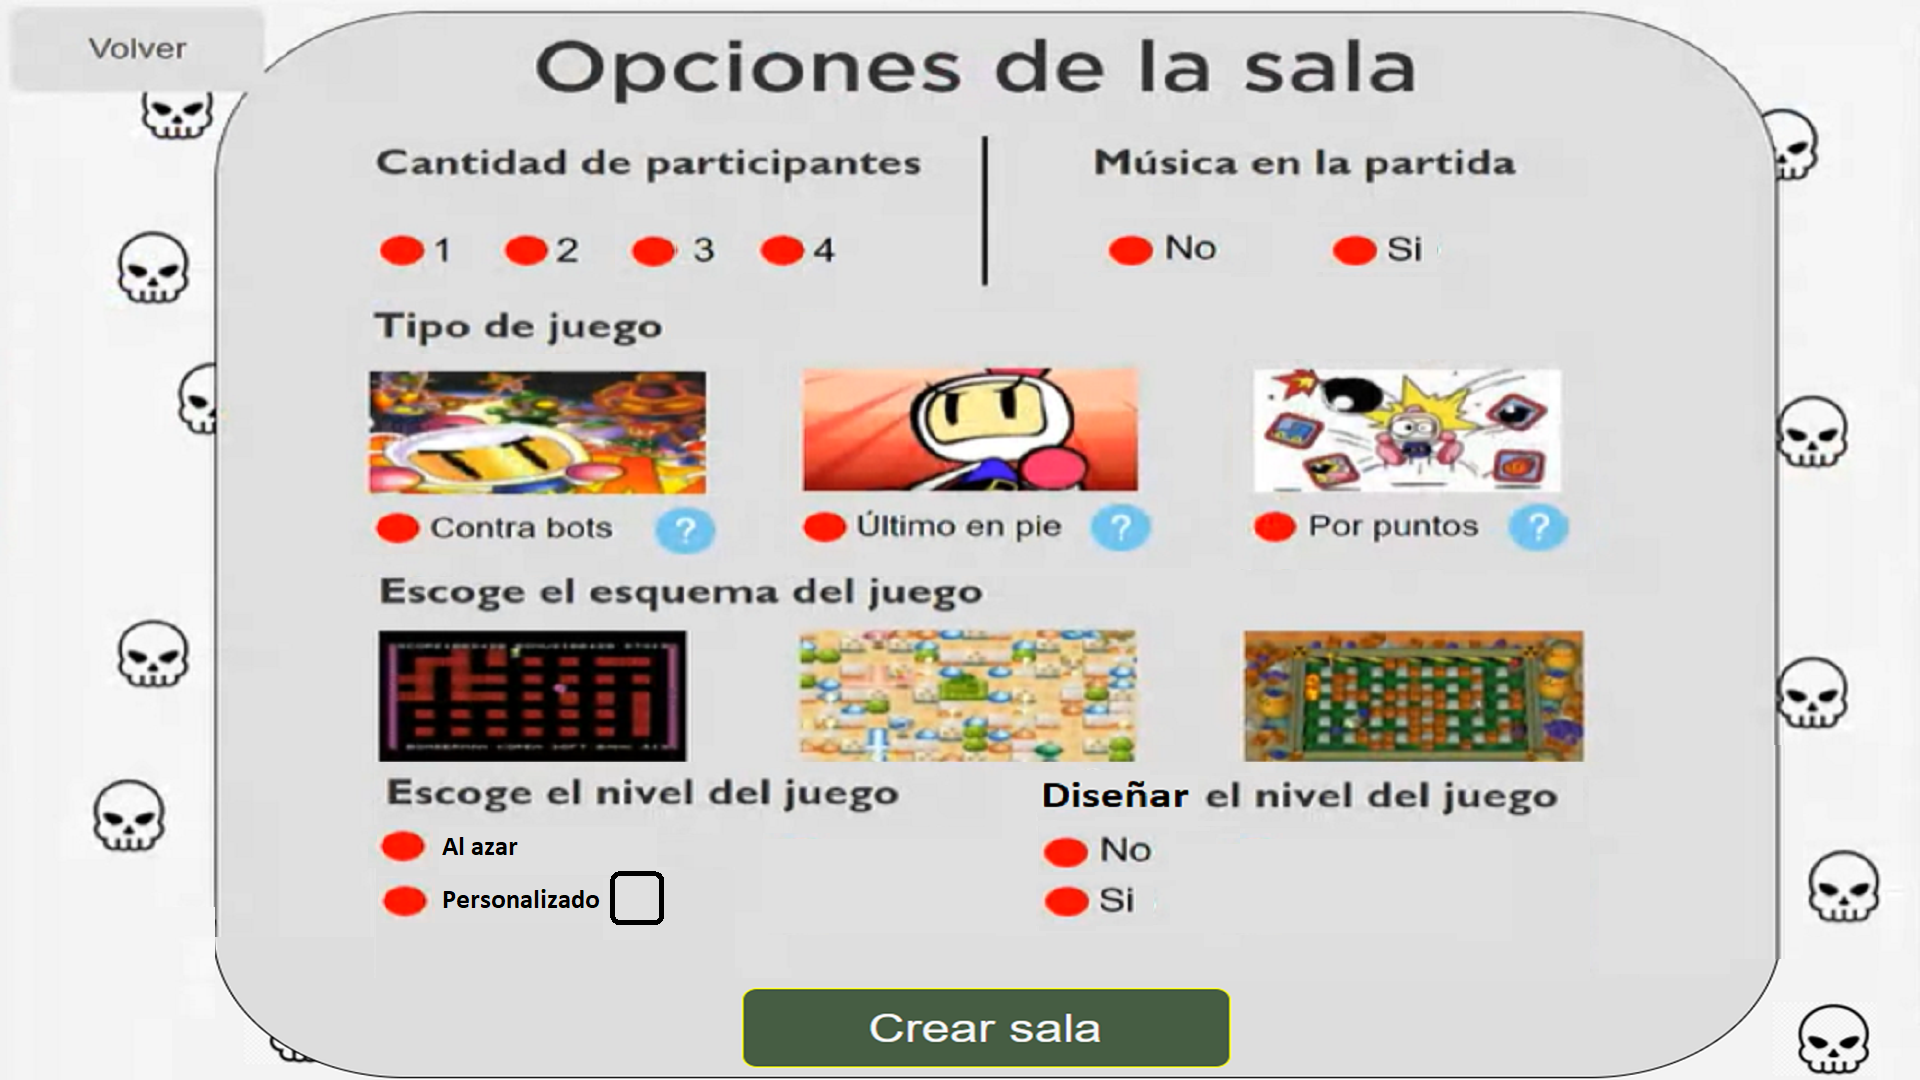 Volver
Opciones de la sala
Cantidad de participantes
Música en la partida
1 2 3 4
No Si
Tipo de juego
Contra bots ?
Último en pie ?
Por puntos ?
Escoge el esquema del juego
Escoge el nivel del juego
Diseñar el nivel del juego
Al azar
No
Personalizado
Si
Crear sala